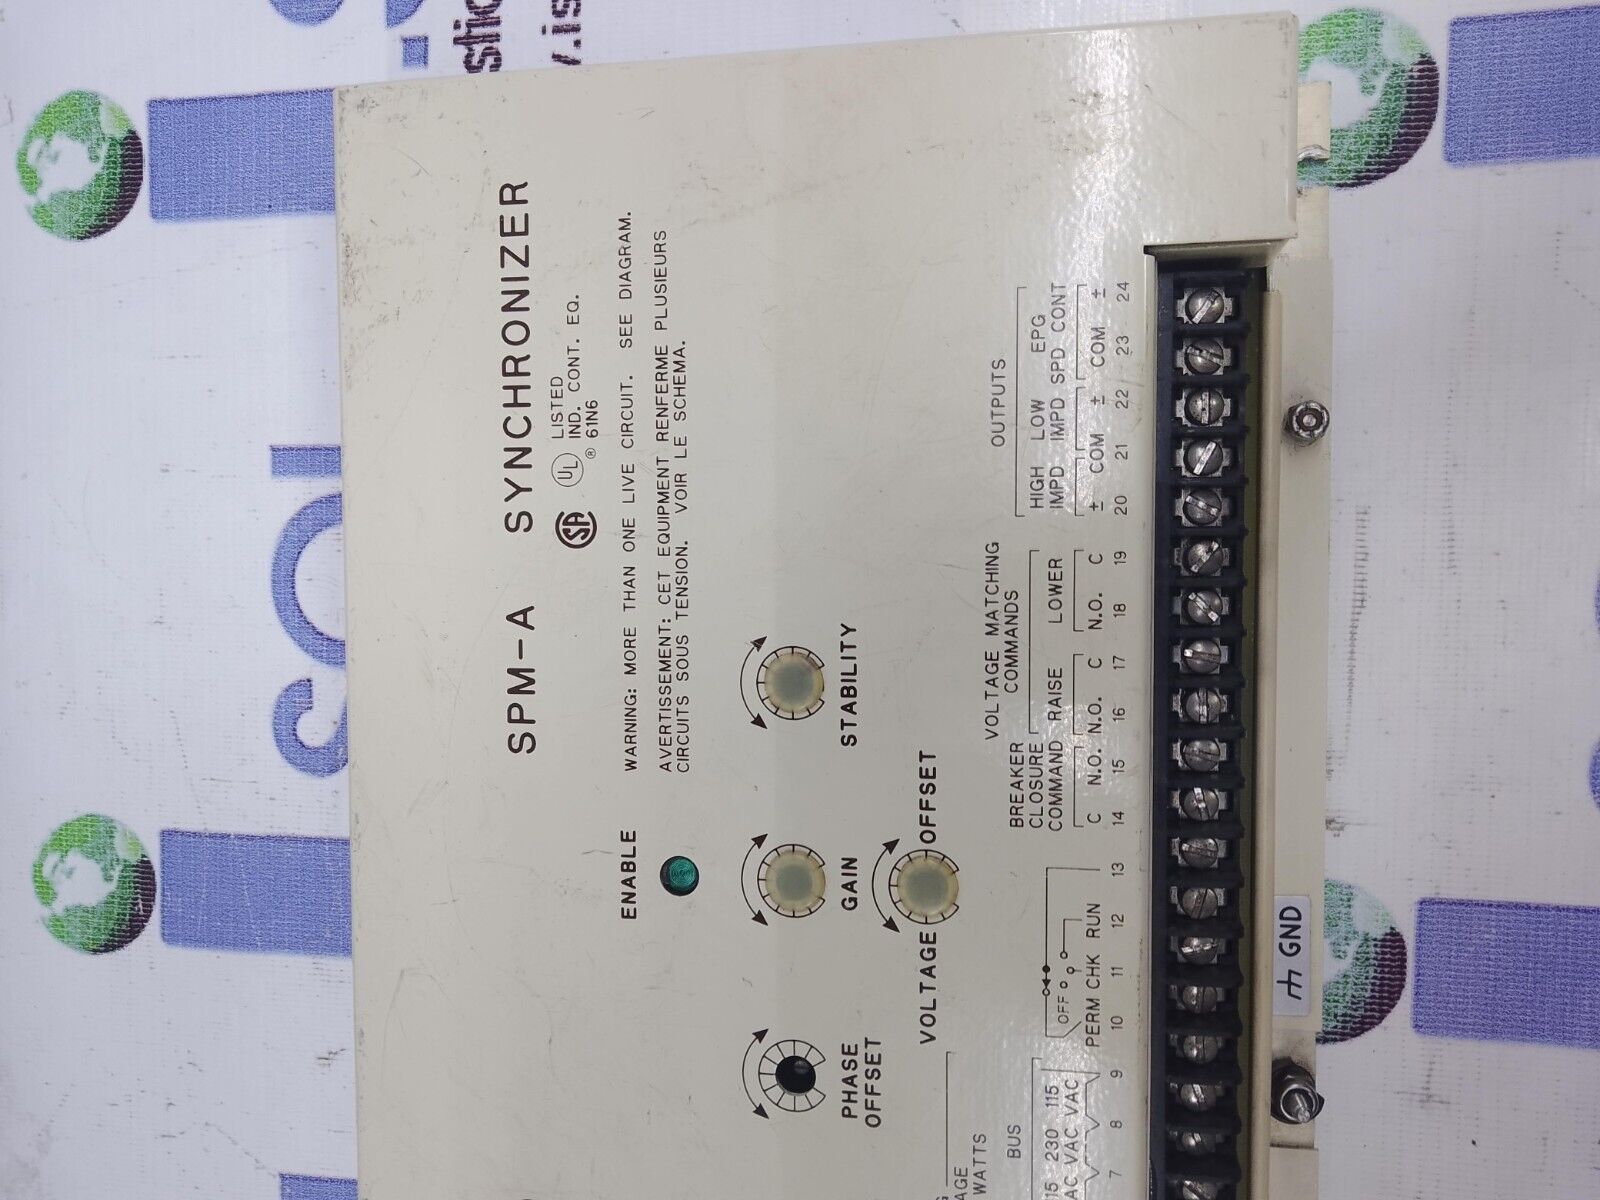 SPM-A SYNCHRONIZER
UL
LISTED
IND. CONT. EQ.
61N6
®
SA
ENABLE
WARNING: MORE THAN ONE LIVE CIRCUIT. SEE DIAGRAM.
AVERTISSEMENT: CET EQUIPMENT RENFERME PLUSIEURS
CIRCUITS SOUS TENSION. VOIR LE SCHEMA.
PHASE
OFFSET
GAIN
STABILITY
VOLTAGE OFFSET
WATTS
BUS
230 115
VAC VAC VAC
7 8 9
OFF
PERM CHK RUN
10 11 12 13
BREAKER
CLOSURE
COMMAND
C N.O.
14 15
VOLTAGE MATCHING
COMMANDS
RAISE LOWER
N.O. C N.O. C
16 17 18 19
OUTPUTS
HIGH LOW EPG
IMPD IMPD SPD CONT
± COM ± COM ±
20 21 22 23 24
GND